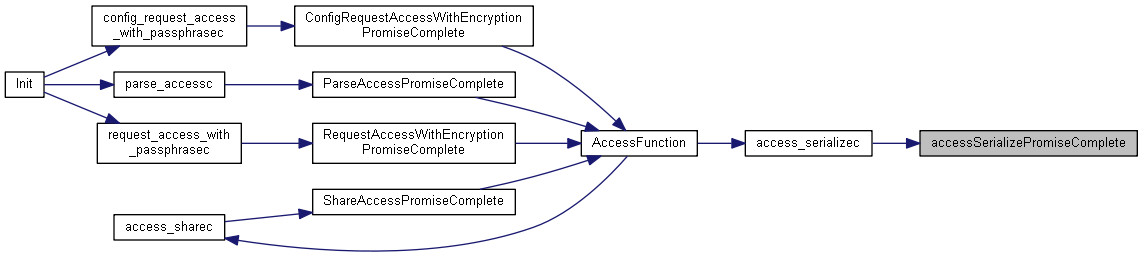 config_request_access
_with_passphrasec
ConfigRequestAccessWithEncryption
PromiseComplete
Init
parse_accessc
ParseAccessPromiseComplete
request_access_with
_passphrasec
RequestAccessWithEncryption
PromiseComplete
AccessFunction
access_serializec
accessSerializePromiseComplete
ShareAccessPromiseComplete
access_sharec